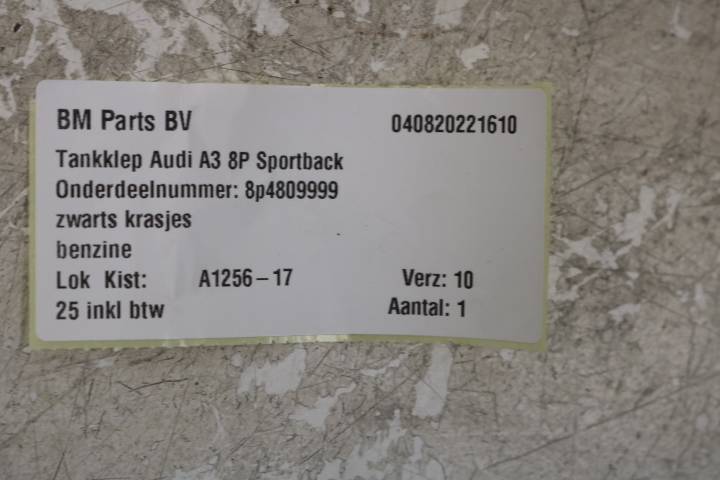 BM Parts BV 040820221610
Tankklep Audi A3 8P Sportback
Onderdeelnummer: 8p4809999
zwarts krasjes
benzine
Lok Kist: A1256-17 Verz: 10
25 inkl btw Aantal: 1